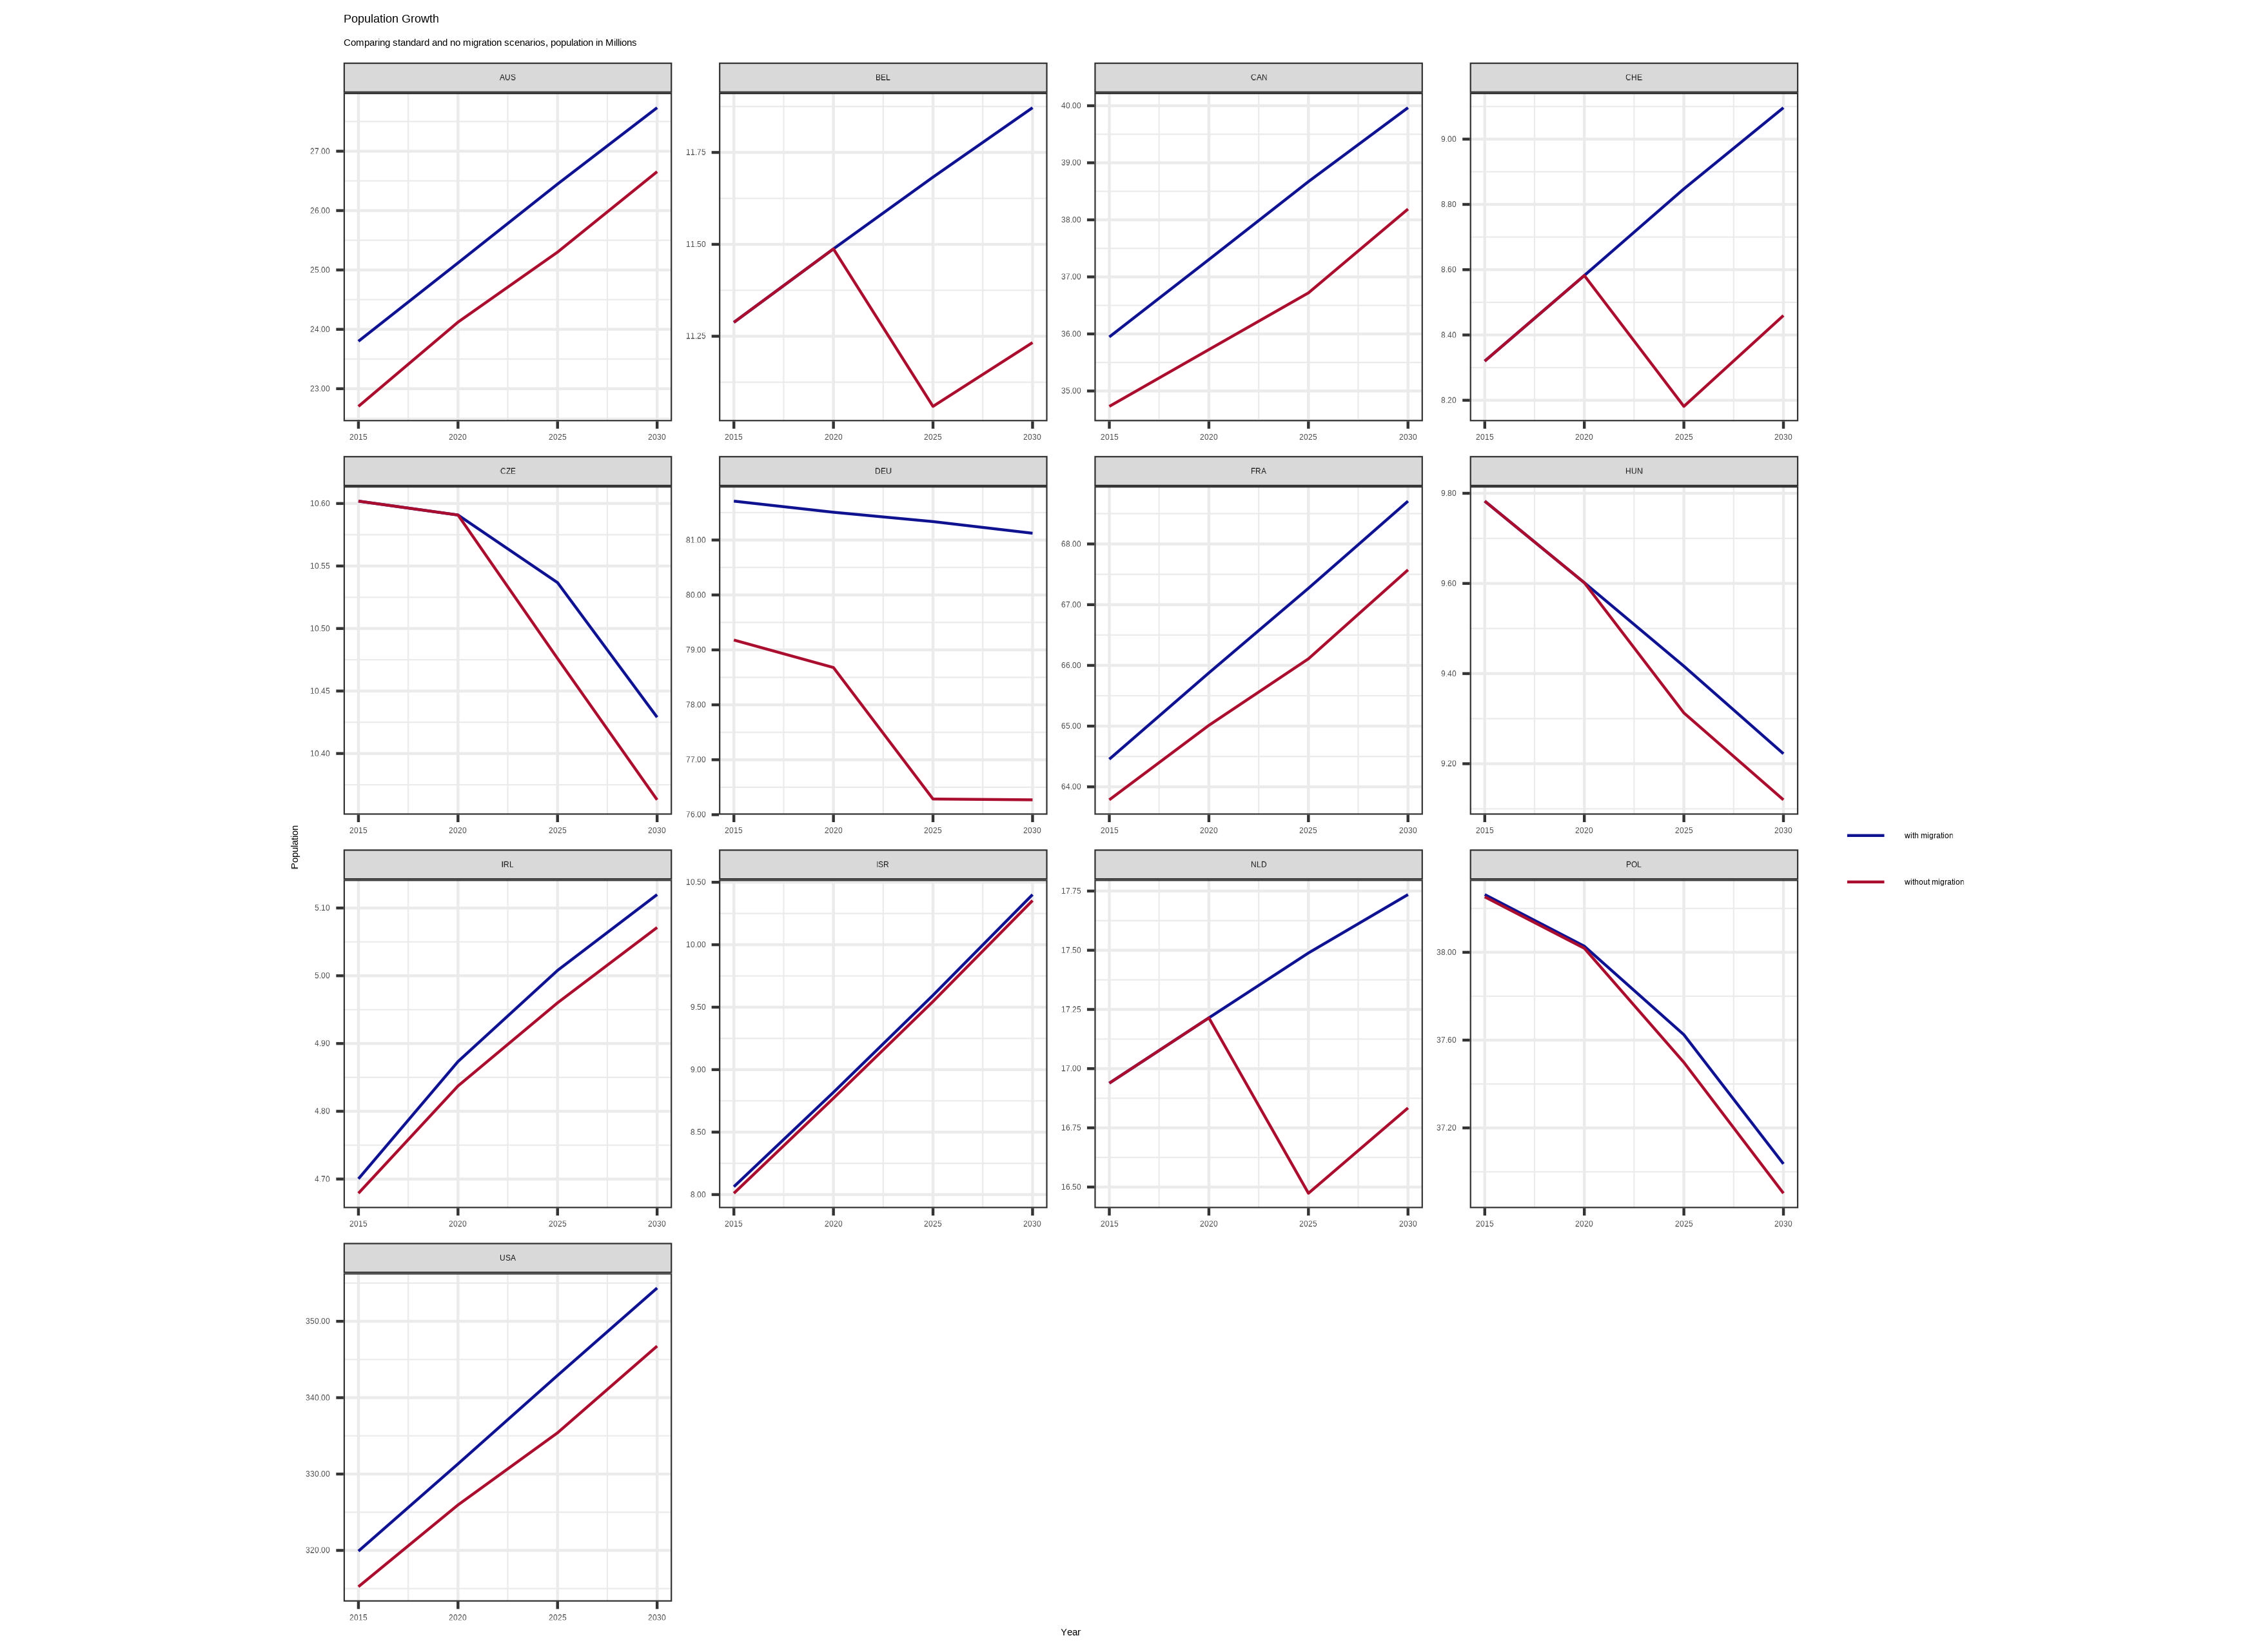 Population Growth
Comparing standard and no migration scenarios, population in Millions
AUS
BEL
CAN
CHE
27.00
26.00
25.00
24.00
23.00
11.75
11.50
11.25
40.00
39.00
38.00
37.00
36.00
35.00
9.00
8.80
8.60
8.40
8.20
2015 2020 2025 2030
2015 2020 2025 2030
2015 2020 2025 2030
2015 2020 2025 2030
CZE
DEU
FRA
HUN
10.60
10.55
10.50
10.45
10.40
81.00
80.00
79.00
78.00
77.00
76.00
68.00
67.00
66.00
65.00
64.00
9.80
9.60
9.40
9.20
2015 2020 2025 2030
2015 2020 2025 2030
2015 2020 2025 2030
2015 2020 2025 2030
Population
with migration
without migration
IRL
ISR
NLD
POL
5.10
5.00
4.90
4.80
4.70
10.50
10.00
9.50
9.00
8.50
8.00
17.75
17.50
17.25
17.00
16.75
16.50
38.00
37.60
37.20
2015 2020 2025 2030
2015 2020 2025 2030
2015 2020 2025 2030
2015 2020 2025 2030
USA
350.00
340.00
330.00
320.00
2015 2020 2025 2030
Year